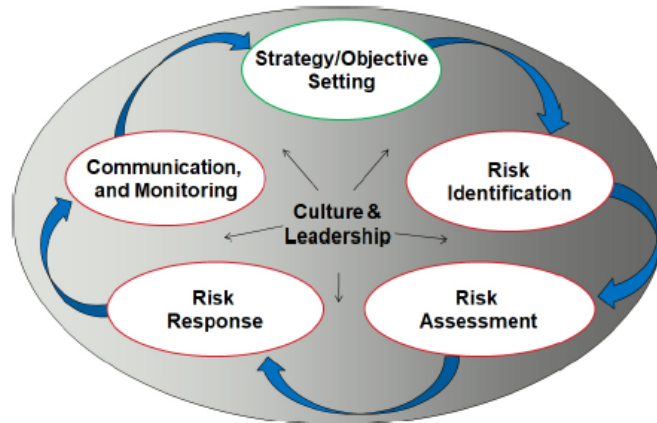 Strategy/Objective
Setting
Communication,
and Monitoring
Risk
Identification
Culture &
Leadership
Risk
Response
Risk
Assessment